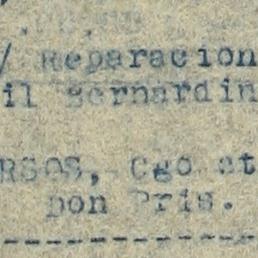 / Reparacion
il Bernardin
RSOS, Cgo et
pon Pris.
--------------